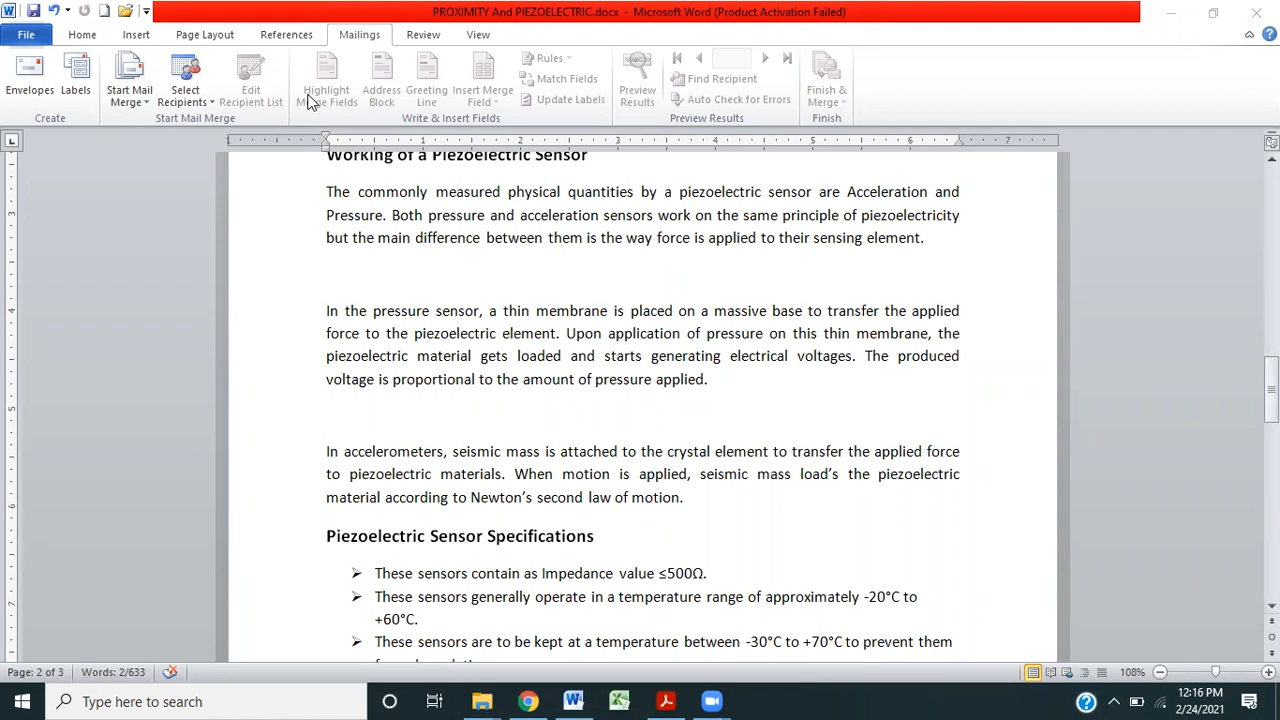 PROXIMITY And PIEZOELECTRIC.docx - Microsoft Word (Product Activation Failed)
File Home Insert Page Layout References Mailings Review View
Envelopes Labels
Create
Start Mail Merge Select Recipients Edit Recipient List
Start Mail Merge
Highlight Merge Fields Address Block Greeting Line Insert Merge Field
Rules
Match Fields
Update Labels
Write & Insert Fields
Preview Results
Find Recipient
Auto Check for Errors
Preview Results
Finish & Merge
Finish
1 1 2 3 4 5 6 7
Working of a Piezoelectric Sensor
The commonly measured physical quantities by a piezoelectric sensor are Acceleration and
Pressure. Both pressure and acceleration sensors work on the same principle of piezoelectricity
but the main difference between them is the way force is applied to their sensing element.
In the pressure sensor, a thin membrane is placed on a massive base to transfer the applied
force to the piezoelectric element. Upon application of pressure on this thin membrane, the
piezoelectric material gets loaded and starts generating electrical voltages. The produced
voltage is proportional to the amount of pressure applied.
In accelerometers, seismic mass is attached to the crystal element to transfer the applied force
to piezoelectric materials. When motion is applied, seismic mass load's the piezoelectric
material according to Newton's second law of motion.
Piezoelectric Sensor Specifications
➢ These sensors contain as Impedance value ≤500Ω.
➢ These sensors generally operate in a temperature range of approximately -20°C to
+60°C.
➢ These sensors are to be kept at a temperature between -30°C to +70°C to prevent them
Page: 2 of 3 Words: 2/633 108%
Type here to search
12:16 PM
2/24/2021